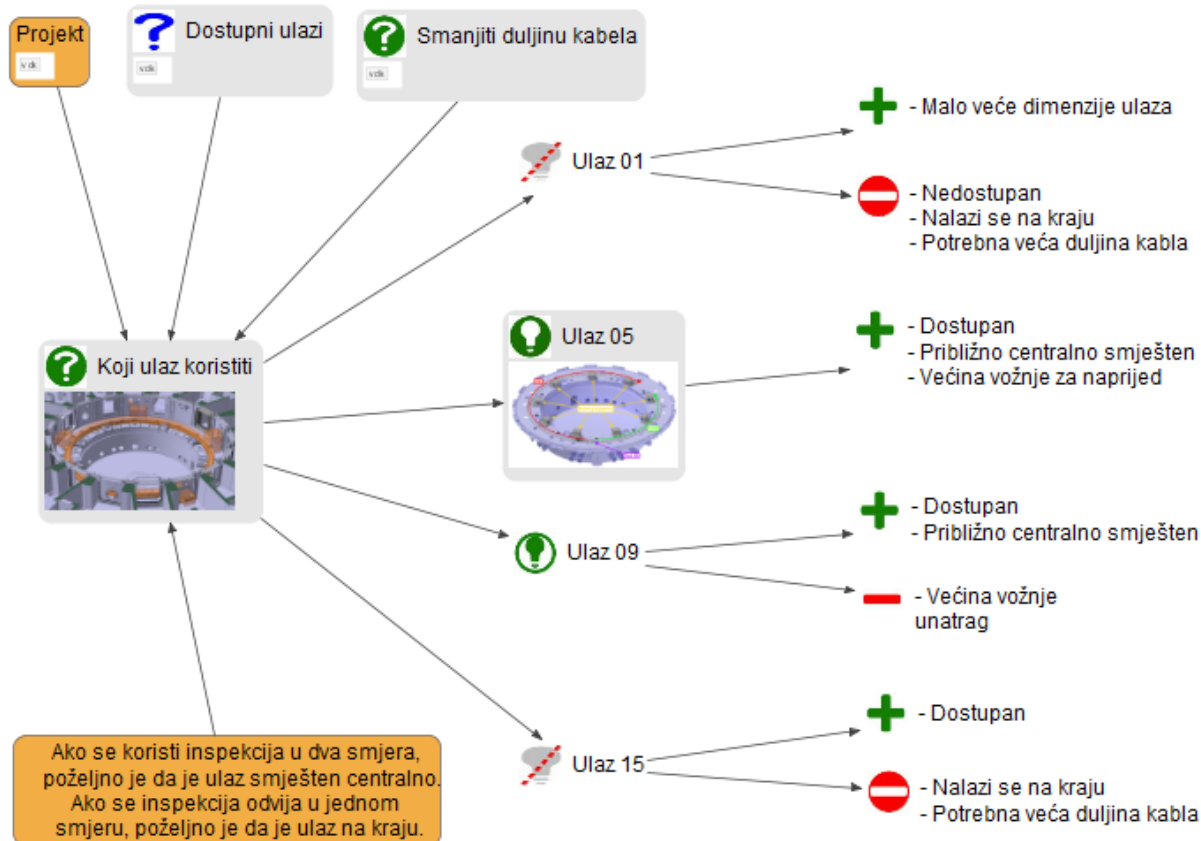 Projekt
vdk
Dostupni ulazi
vdk
Smanjiti duljinu kabela
vdk
Ulaz 01
- Malo veće dimenzije ulaza
- Nedostupan
- Nalazi se na kraju
- Potrebna veća duljina kabla
Koji ulaz koristiti
Ulaz 05
- Dostupan
- Približno centralno smješten
- Većina vožnje za naprijed
Ulaz 09
- Dostupan
- Približno centralno smješten
- Većina vožnje
unatrag
Ulaz 15
- Dostupan
- Nalazi se na kraju
- Potrebna veća duljina kabla
Ako se koristi inspekcija u dva smjera,
poželjno je da je ulaz smješten centralno.
Ako se inspekcija odvija u jednom
smjeru, poželjno je da je ulaz na kraju.